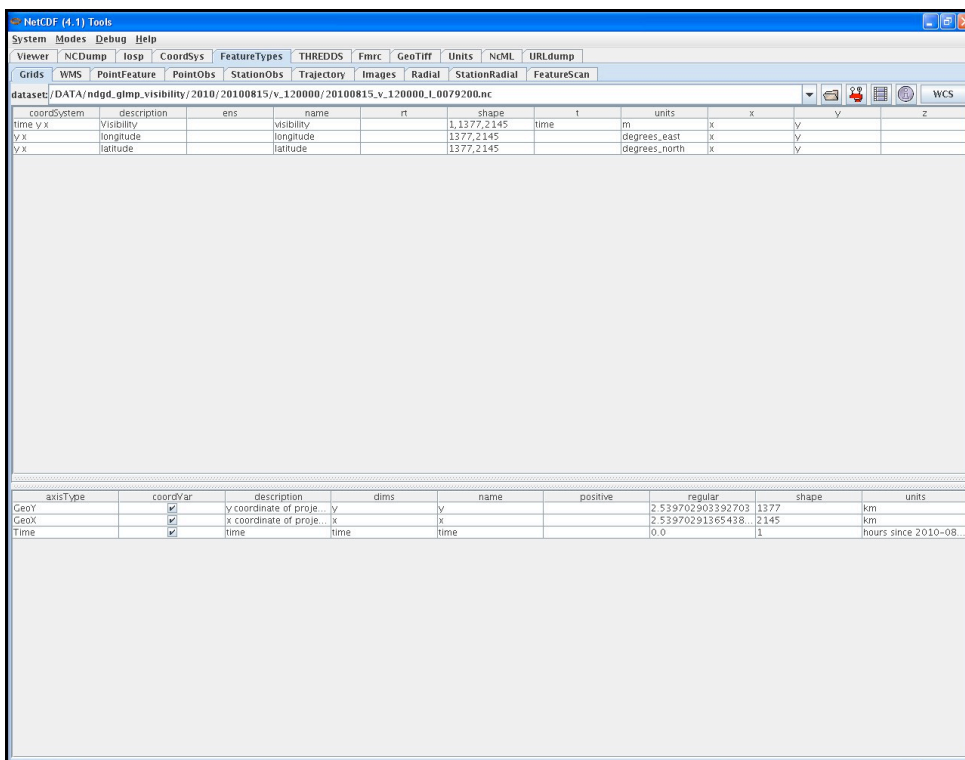 NetCDF (4.1) Tools
System Modes Debug Help
Viewer NCDump Iosp CoordSys FeatureTypes THREDDS Fmrc GeoTiff Units NcML URLdump
Grids WMS PointFeature PointObs StationObs Trajectory Images Radial StationRadial FeatureScan
dataset: /DATA/ndgd_glmp_visibility/2010/20100815/v_120000/20100815_v_120000_l_0079200.nc WCS
coordSystem description ens name rt shape t units x y z
time y x Visibility visibility 1,1377,2145 time m x y
y x longitude longitude 1377,2145 degrees_east x y
y x latitude latitude 1377,2145 degrees_north x y
axisType coordVar description dims name positive regular shape units
GeoY y coordinate of proje... y y 2.539702903392703 1377 km
GeoX x coordinate of proje... x x 2.53970291365438... 2145 km
Time time time time 0.0 1 hours since 2010-08...